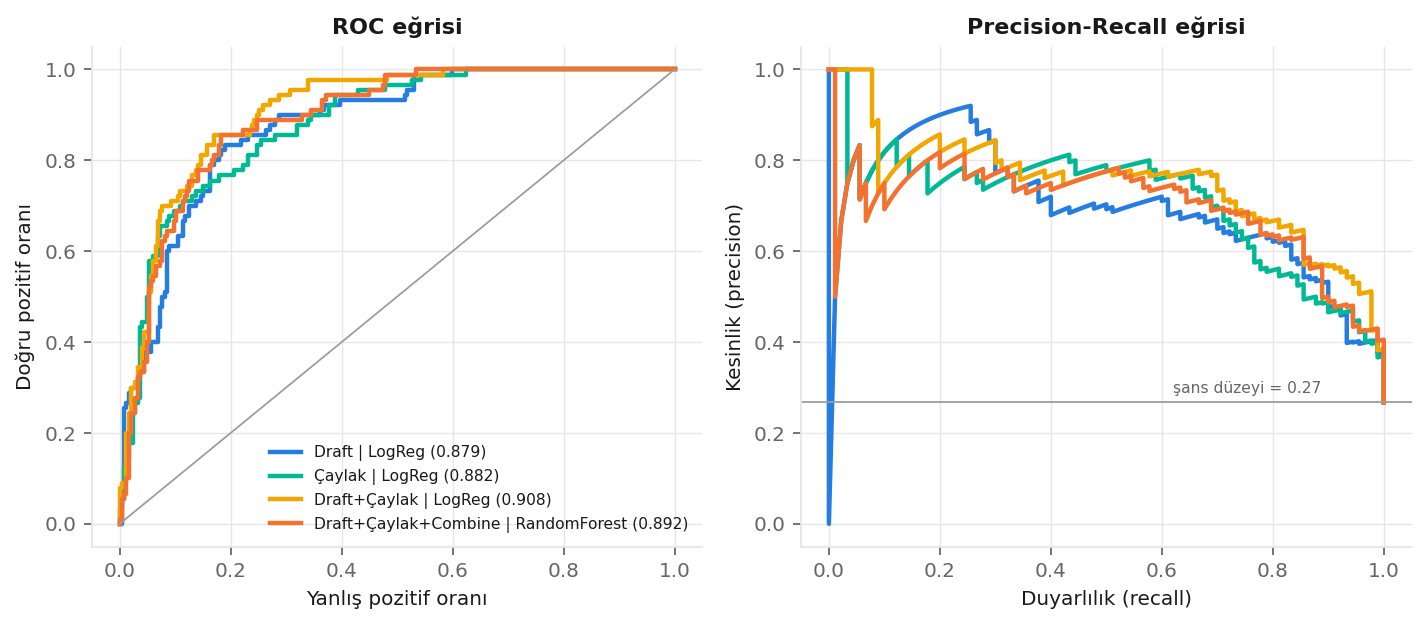 ROC eğrisi
Doğru pozitif oranı
1.0
0.8
0.6
0.4
0.2
0.0
Draft | LogReg (0.879)
Çaylak | LogReg (0.882)
Draft+Çaylak | LogReg (0.908)
Draft+Çaylak+Combine | RandomForest (0.892)
0.0 0.2 0.4 0.6 0.8 1.0
Yanlış pozitif oranı
Precision-Recall eğrisi
Kesinlik (precision)
1.0
0.8
0.6
0.4
0.2
0.0
şans düzeyi = 0.27
0.0 0.2 0.4 0.6 0.8 1.0
Duyarlılık (recall)